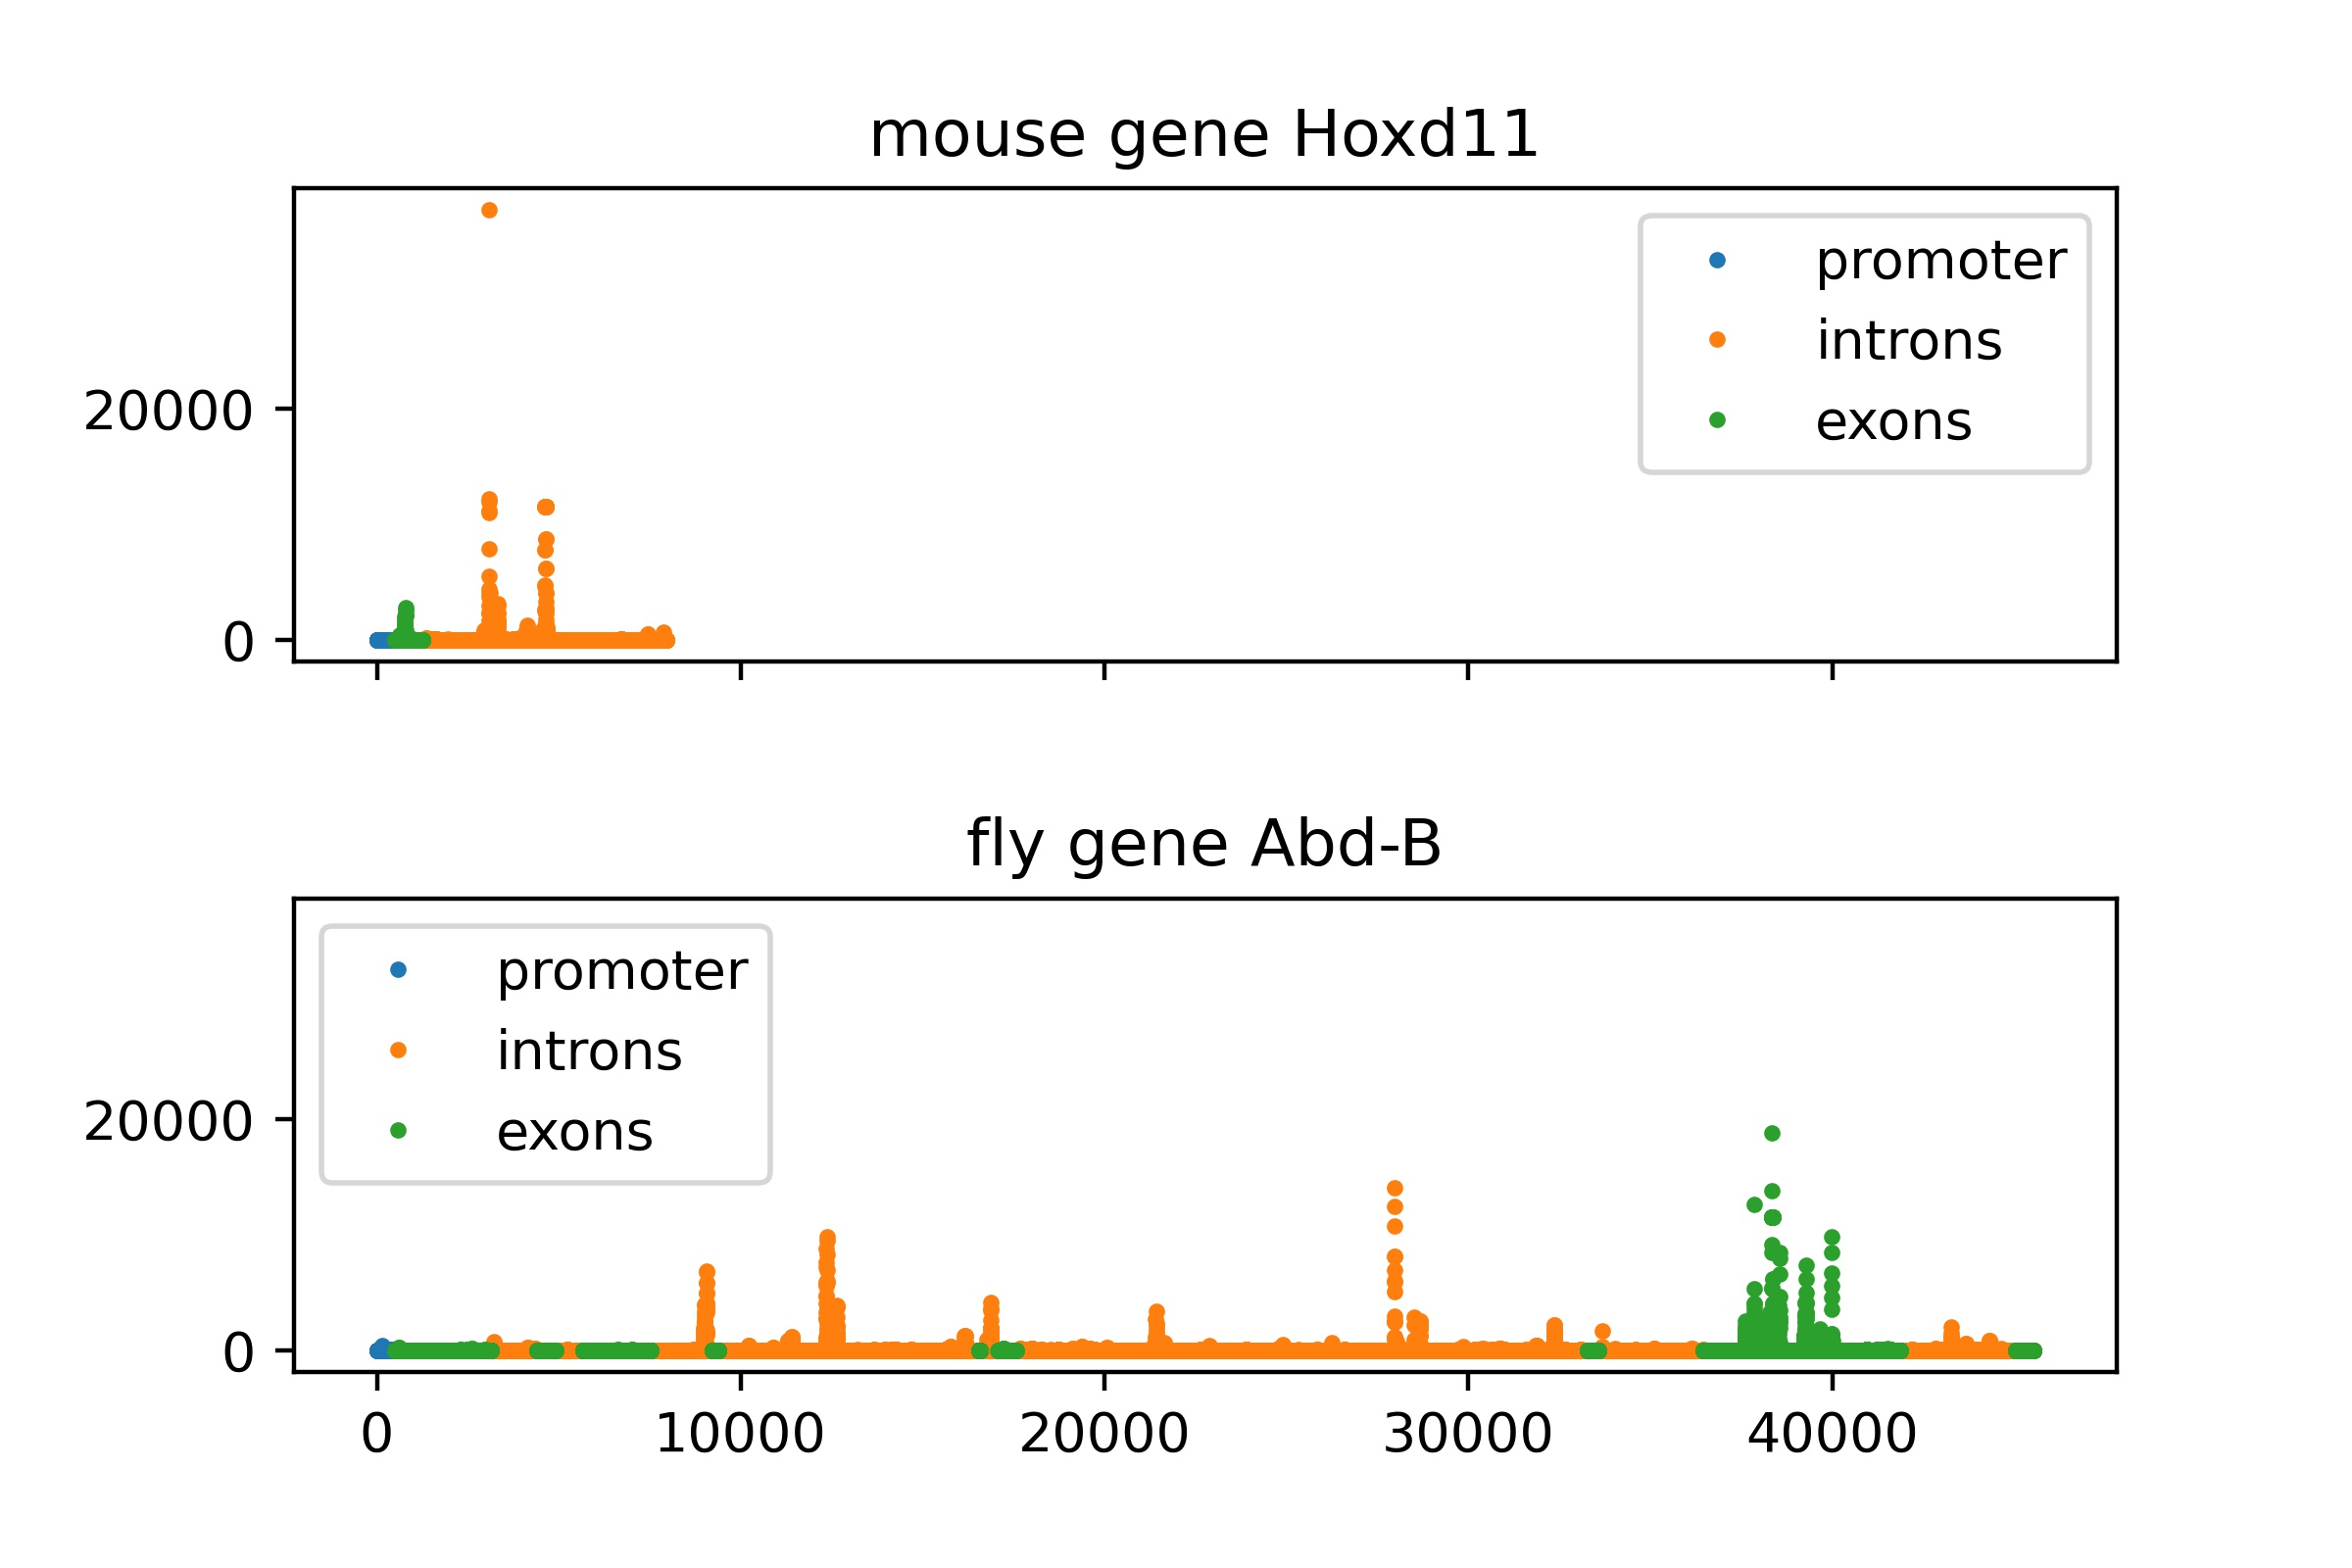 mouse gene Hoxd11
promoter
introns
exons
20000
0
fly gene Abd-B
promoter
introns
exons
20000
0
0 10000 20000 30000 40000